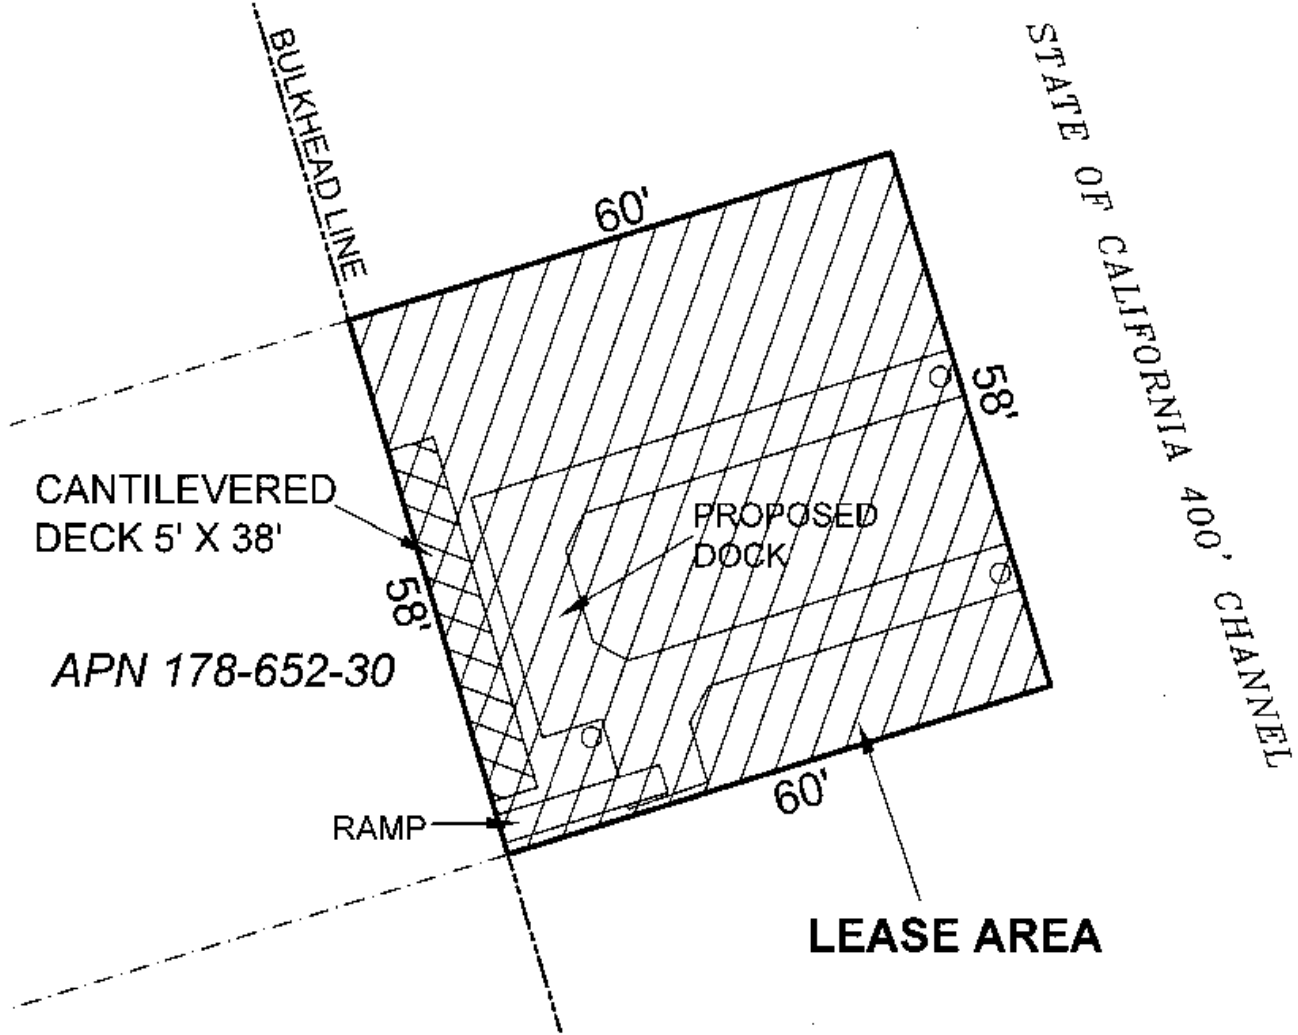 BULKHEAD LINE
STATE OF CALIFORNIA 400' CHANNEL
60'
58'
CANTILEVERED
DECK 5' X 38'
PROPOSED
DOCK
58'
APN 178-652-30
60'
RAMP
LEASE AREA